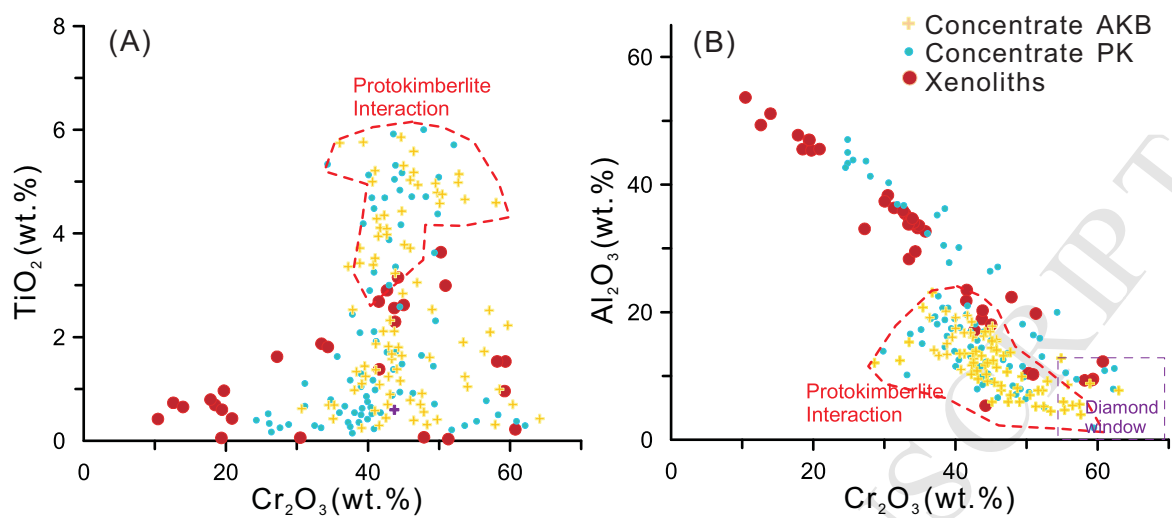 (A)
Protokimberlite
Interaction
8
6
4
2
0
TiO₂ (wt.%)
0
20
40
60
Cr₂O₃ (wt.%)
(B)
Concentrate AKB
Concentrate PK
Xenoliths
60
40
20
0
Al₂O₃ (wt.%)
Protokimberlite
Interaction
Diamond
window
0
20
40
60
Cr₂O₃ (wt.%)
SCRIPT